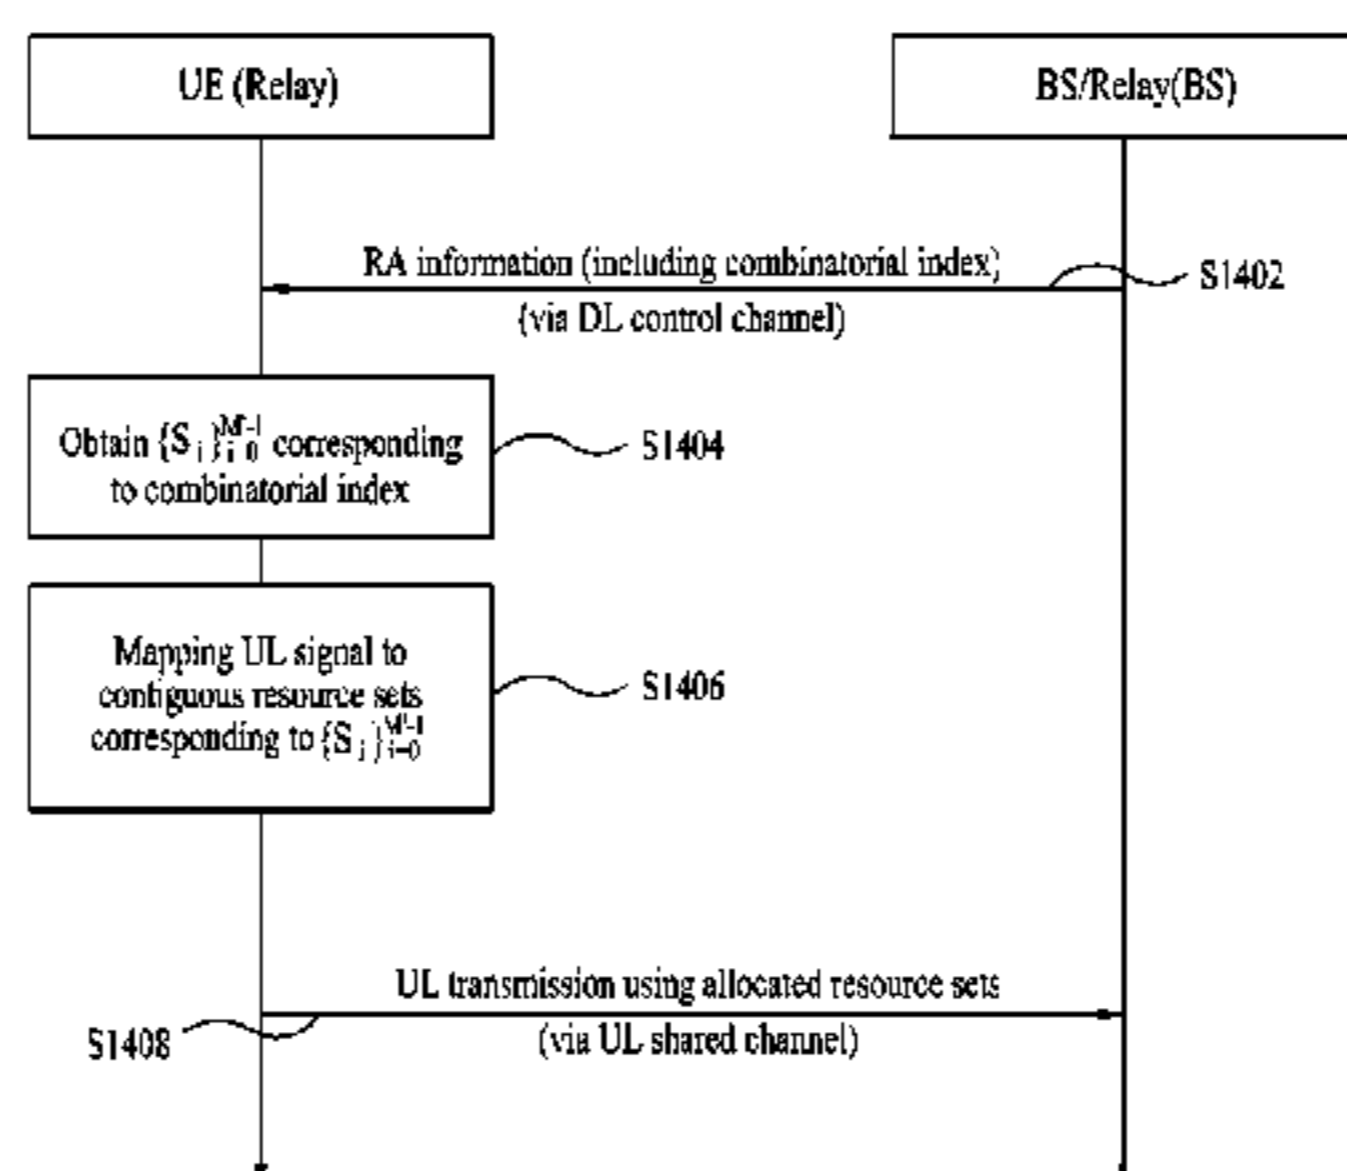 UE (Relay)
BS/Relay(BS)
RA information (including combinatorial index)
S1402
(via DL control channel)
Obtain {S i}M'-1 i=0 corresponding
to combinatorial index
S1404
Mapping UL signal to
contiguous resource sets
corresponding to {S i}M'-1 i=0
S1406
UL transmission using allocated resource sets
(via UL shared channel)
S1408